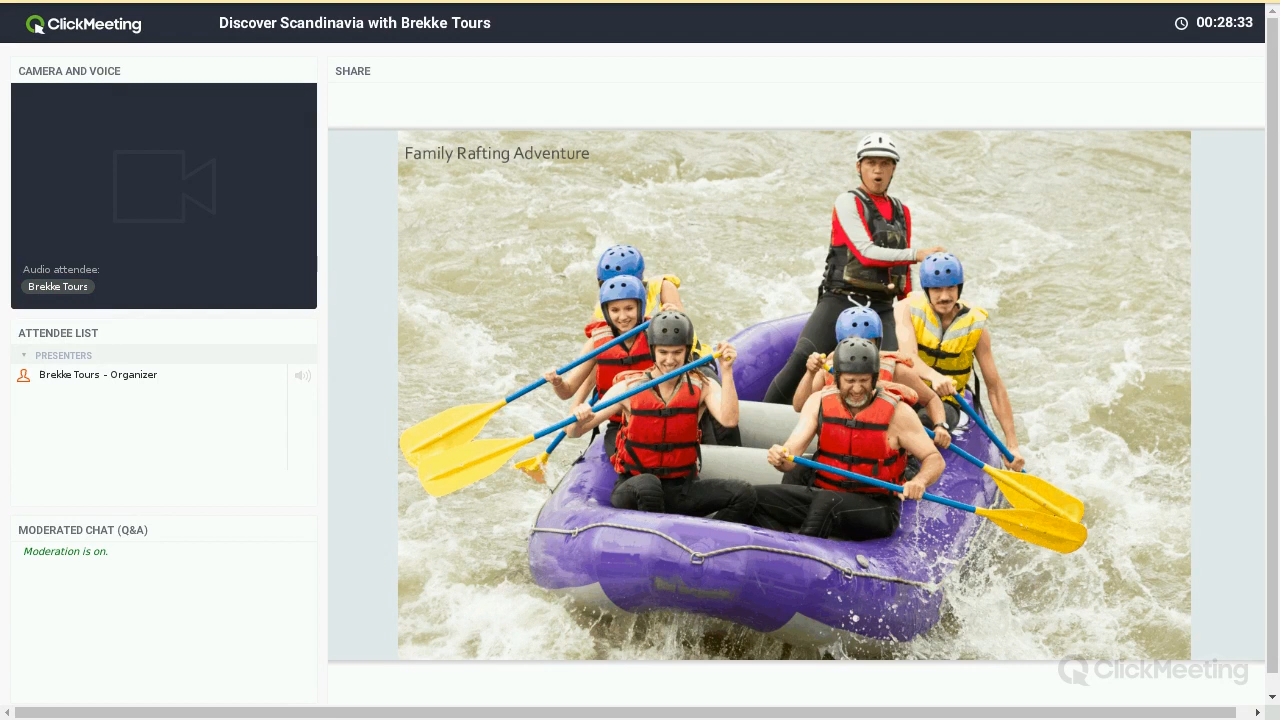 ClickMeeting
Discover Scandinavia with Brekke Tours
00:28:33
CAMERA AND VOICE
Audio attendee:
Brekke Tours
ATTENDEE LIST
PRESENTERS
Brekke Tours - Organizer
MODERATED CHAT (Q&A)
Moderation is on.
SHARE
Family Rafting Adventure
ClickMeeting